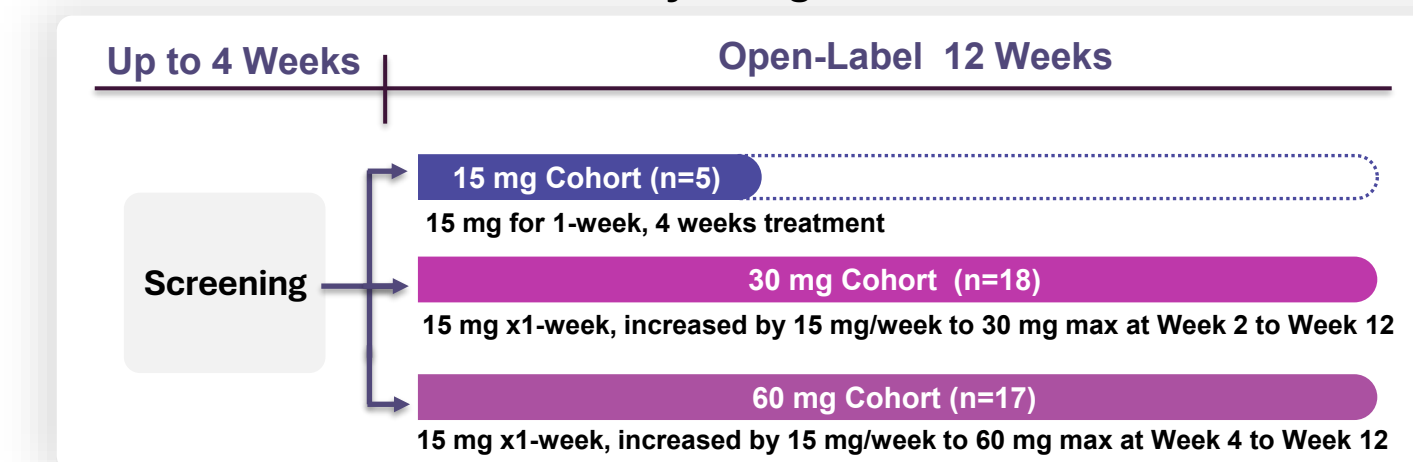 Up to 4 Weeks
Open-Label 12 Weeks
15 mg Cohort (n=5)
15 mg for 1-week, 4 weeks treatment
Screening
30 mg Cohort (n=18)
15 mg x1-week, increased by 15 mg/week to 30 mg max at Week 2 to Week 12
60 mg Cohort (n=17)
15 mg x1-week, increased by 15 mg/week to 60 mg max at Week 4 to Week 12